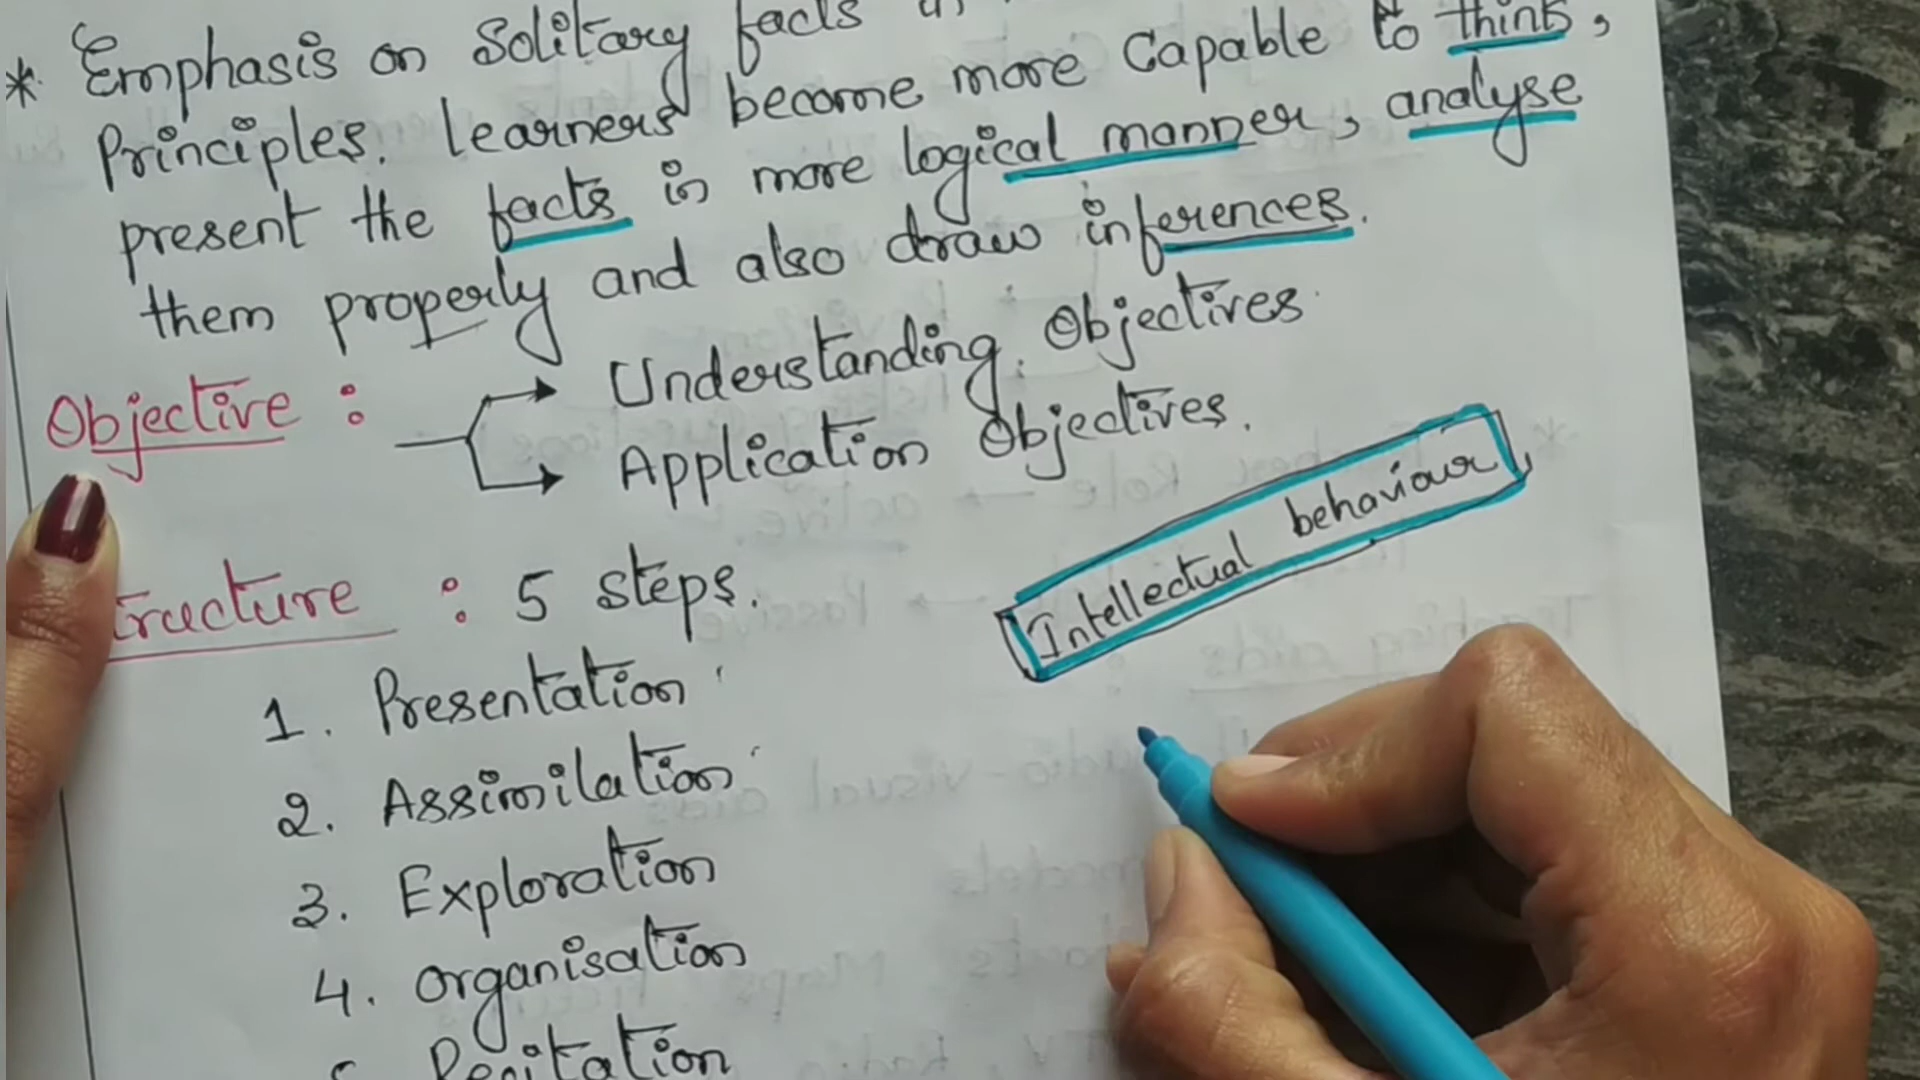 * Emphasis on Solitary facts
Principles. Learners become more capable to think,
present the facts in more logical manner, analyse
them properly and also draw inferences.
Objective : Understanding Objectives
Application Objectives.
Intellectual behaviour
tructure : 5 steps.
1. Presentation
2. Assimilation
3. Exploration
4. Organisation
5. Recitation